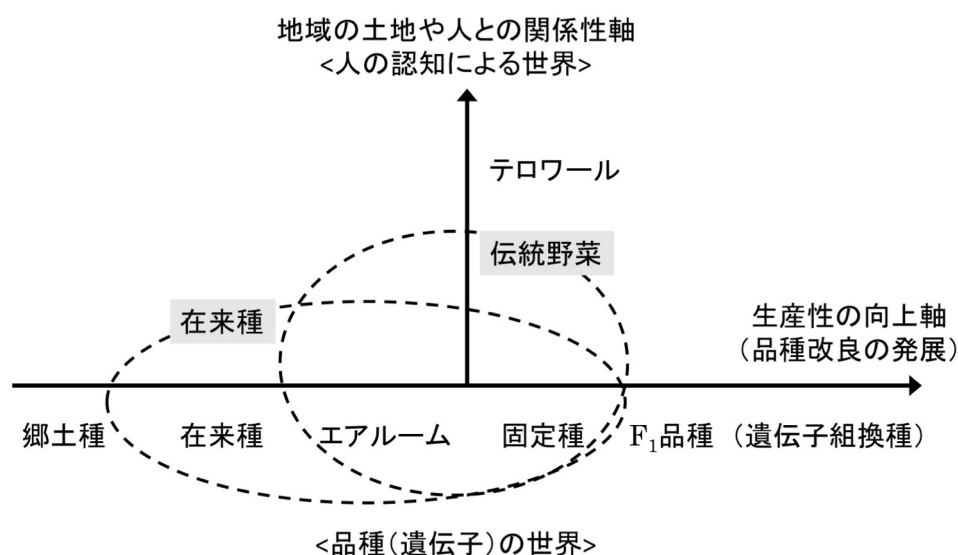 地域の土地や人との関係性軸
<人の認知による世界>
テロワール
伝統野菜
在来種
生産性の向上軸
（品種改良の発展）
郷土種 在来種 エアルーム 固定種 F₁品種 （遺伝子組換種）
<品種（遺伝子）の世界>